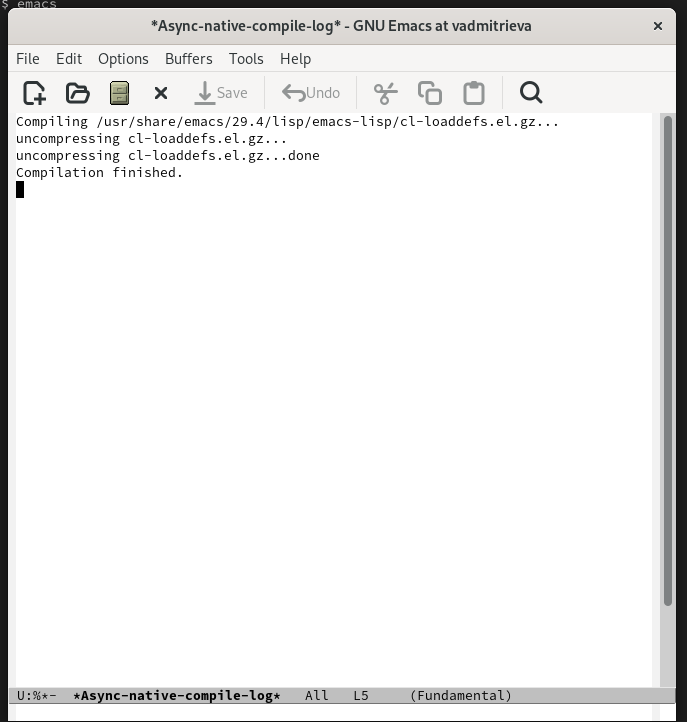 $ emacs
*Async-native-compile-log* - GNU Emacs at vadmitrieva
File Edit Options Buffers Tools Help
Save Undo
Compiling /usr/share/emacs/29.4/lisp/emacs-lisp/cl-loaddefs.el.gz...
uncompressing cl-loaddefs.el.gz...
uncompressing cl-loaddefs.el.gz...done
Compilation finished.
U:%*- *Async-native-compile-log* All L5 (Fundamental)